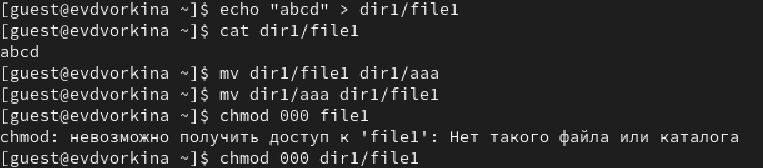 [guest@evdvorkina ~]$ echo "abcd" > dir1/file1
[guest@evdvorkina ~]$ cat dir1/file1
abcd
[guest@evdvorkina ~]$ mv dir1/file1 dir1/aaa
[guest@evdvorkina ~]$ mv dir1/aaa dir1/file1
[guest@evdvorkina ~]$ chmod 000 file1
chmod: невозможно получить доступ к 'file1': Нет такого файла или каталога
[guest@evdvorkina ~]$ chmod 000 dir1/file1